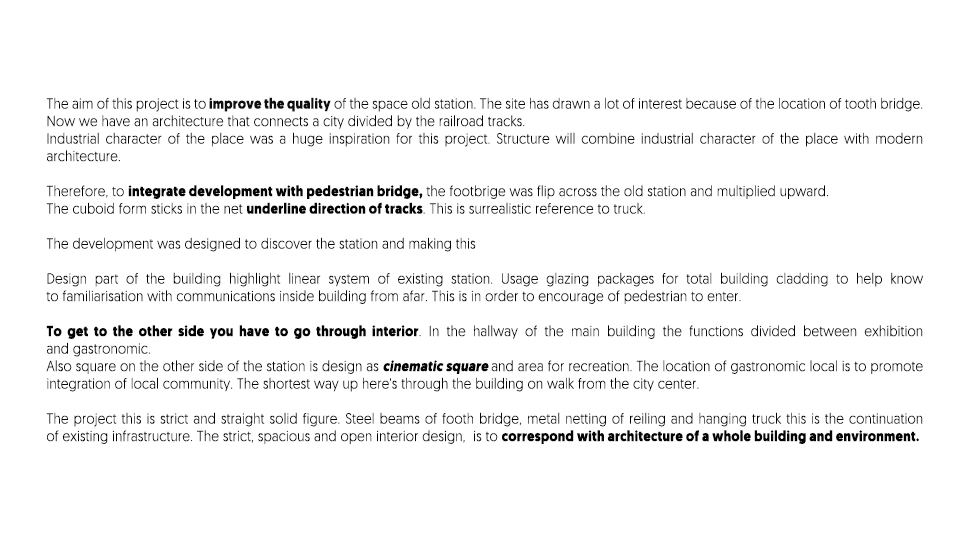 The aim of this project is to improve the quality of the space old station. The site has drawn a lot of interest because of the location of tooth bridge.
Now we have an architecture that connects a city divided by the railroad tracks.
Industrial character of the place was a huge inspiration for this project. Structure will combine industrial character of the place with modern
architecture.
Therefore, to integrate development with pedestrian bridge, the footbrige was flip across the old station and multiplied upward.
The cuboid form sticks in the net underline direction of tracks. This is surrealistic reference to truck.
The development was designed to discover the station and making this
Design part of the building highlight linear system of existing station. Usage glazing packages for total building cladding to help know
to familiarisation with communications inside building from afar. This is in order to encourage of pedestrian to enter.
To get to the other side you have to go through interior. In the hallway of the main building the functions divided between exhibition
and gastronomic.
Also square on the other side of the station is design as cinematic square and area for recreation. The location of gastronomic local is to promote
integration of local community. The shortest way up here's through the building on walk from the city center.
The project this is strict and straight solid figure. Steel beams of footh bridge, metal netting of reiling and hanging truck this is the continuation
of existing infrastructure. The strict, spacious and open interior design, is to correspond with architecture of a whole building and environment.